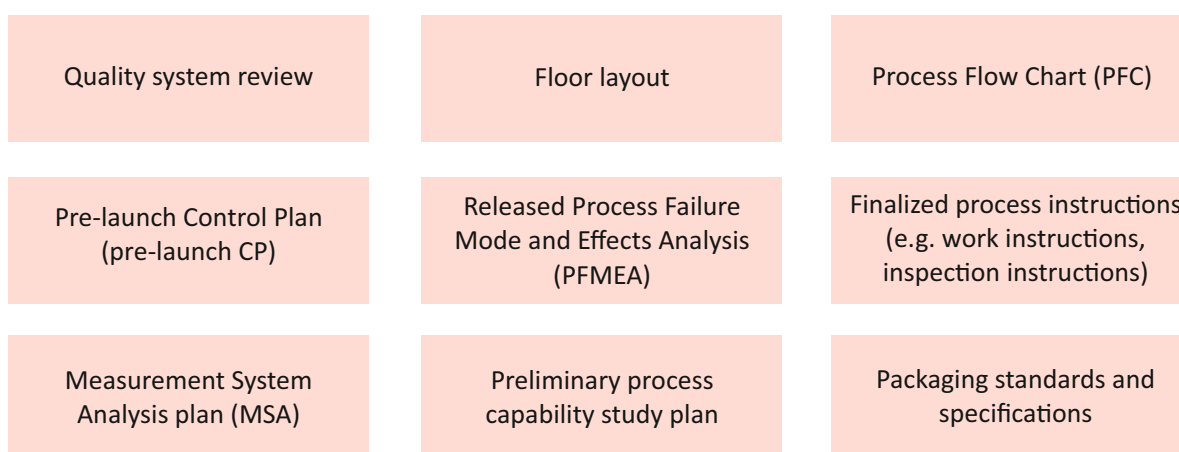 Quality system review
Floor layout
Process Flow Chart (PFC)
Pre-launch Control Plan
(pre-launch CP)
Released Process Failure
Mode and Effects Analysis
(PFMEA)
Finalized process instructions
(e.g. work instructions,
inspection instructions)
Measurement System
Analysis plan (MSA)
Preliminary process
capability study plan
Packaging standards and
specifications